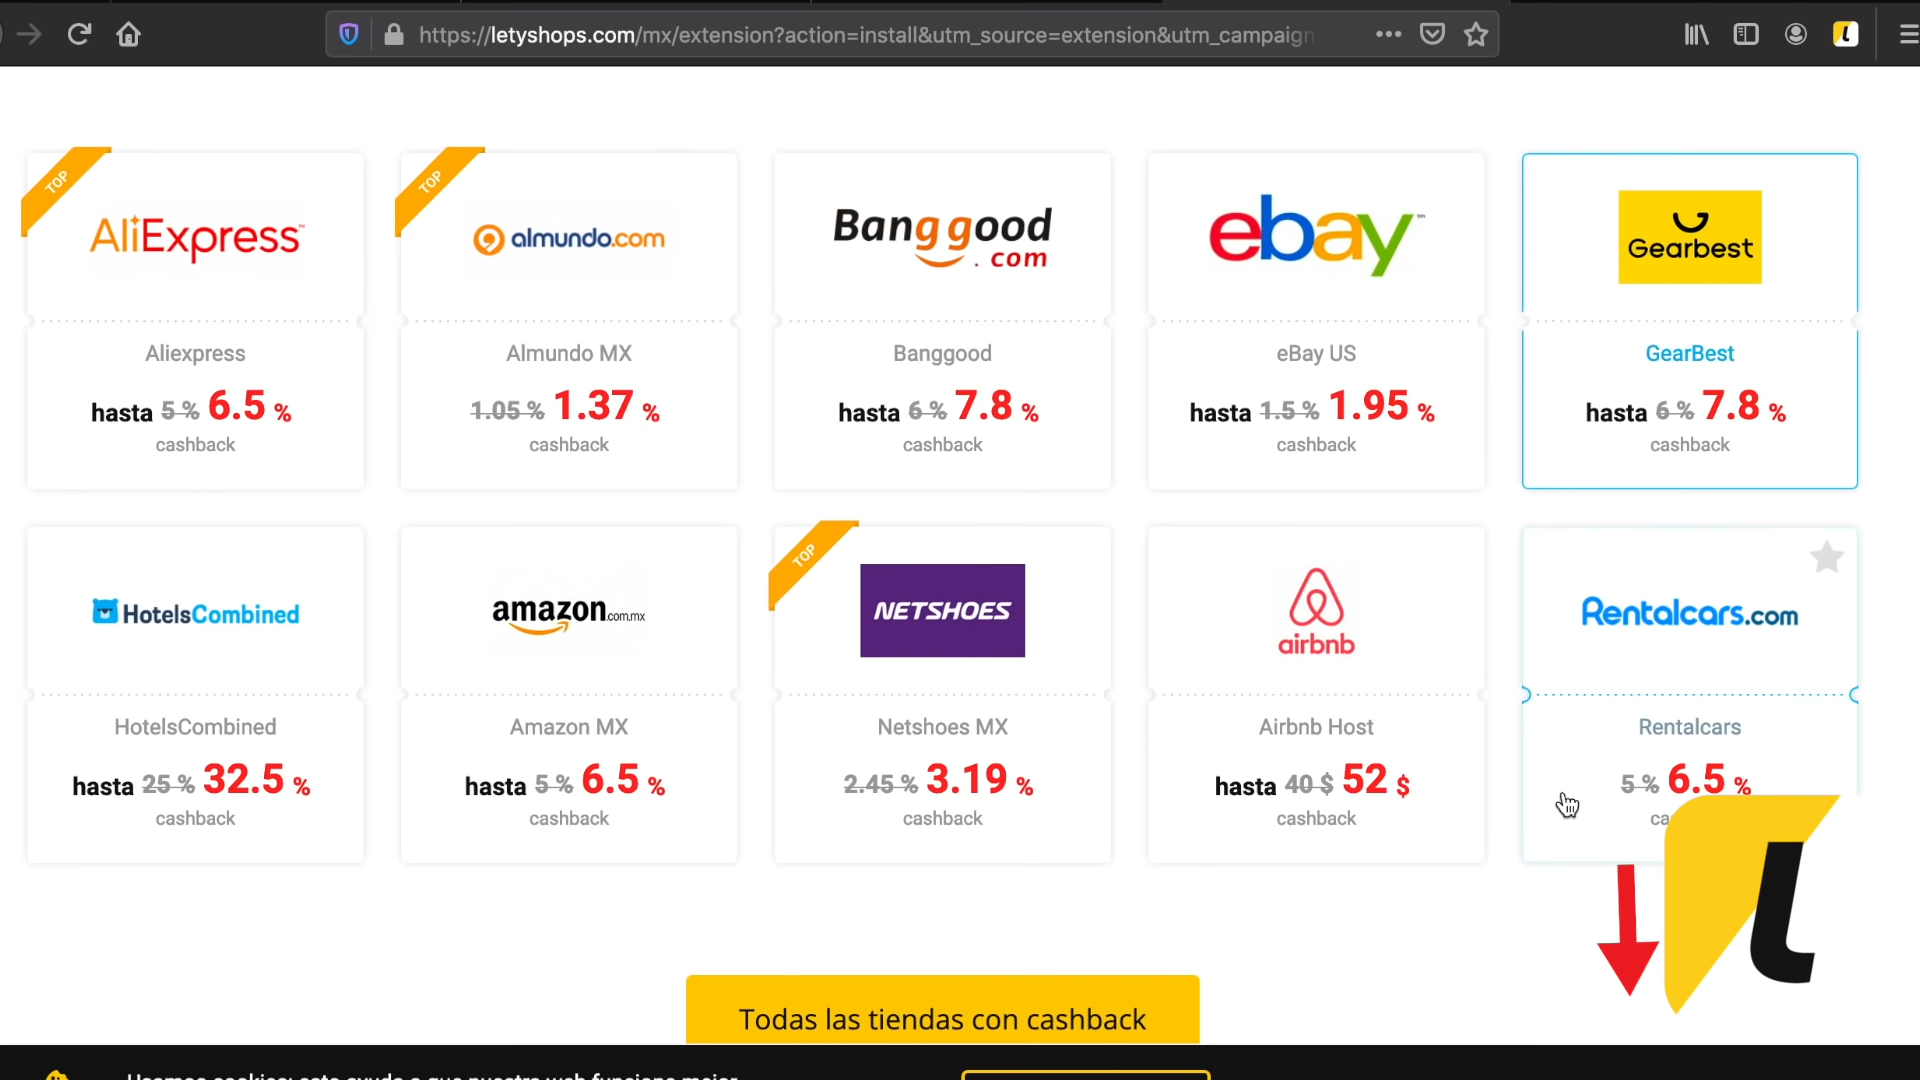 https://letyshops.com/mx/extension?action=install&utm_source=extension&utm_campaign
TOP
TOP
AliExpress™
almundo.com
Banggood
.com
ebay™
Gearbest
Aliexpress
Almundo MX
Banggood
eBay US
GearBest
hasta 5 % 6.5 %
1.05 % 1.37 %
hasta 6 % 7.8 %
hasta 1.5 % 1.95 %
hasta 6 % 7.8 %
cashback
cashback
cashback
cashback
cashback
TOP
HotelsCombined
amazon.com.mx
NETSHOES
airbnb
Rentalcars.com
HotelsCombined
Amazon MX
Netshoes MX
Airbnb Host
Rentalcars
hasta 25 % 32.5 %
hasta 5 % 6.5 %
2.45 % 3.19 %
hasta 40 $ 52 $
5 % 6.5 %
cashback
cashback
cashback
cashback
ca
L
Todas las tiendas con cashback